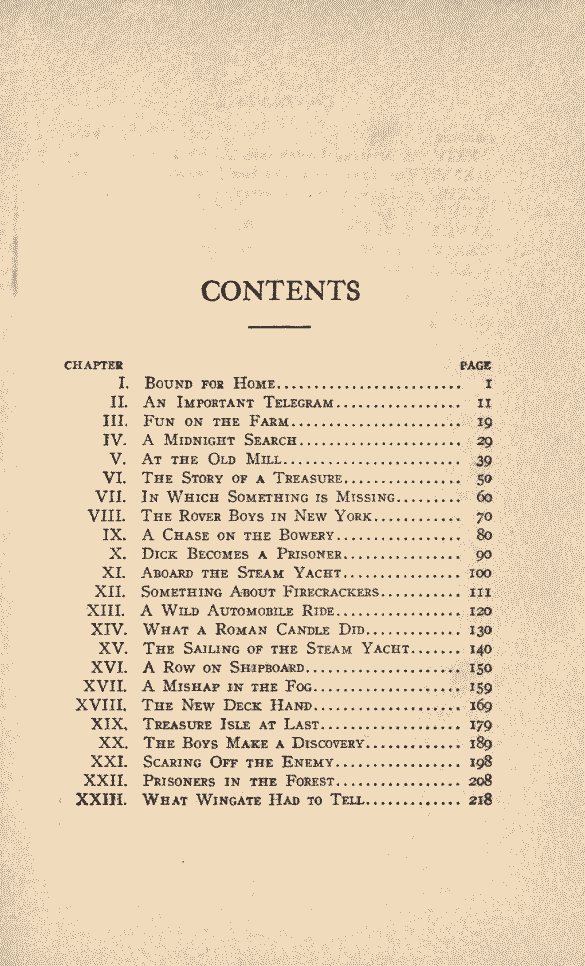 CONTENTS
CHAPTER PAGE
I. Bound for Home........................ 1
II. An Important Telegram................. 11
III. Fun on the Farm....................... 19
IV. A Midnight Search..................... 29
V. At the Old Mill....................... 39
VI. The Story of a Treasure............... 50
VII. In Which Something is Missing........ 60
VIII. The Rover Boys in New York............ 70
IX. A Chase on the Bowery................. 80
X. Dick Becomes a Prisoner............... 90
XI. Aboard the Steam Yacht................ 100
XII. Something About Firecrackers.......... 111
XIII. A Wild Automobile Ride................ 120
XIV. What a Roman Candle Did............. 130
XV. The Sailing of the Steam Yacht....... 140
XVI. A Row on Shipboard.................... 150
XVII. A Mishap in the Fog................... 159
XVIII. The New Deck Hand................... 169
XIX. Treasure Isle at Last.................. 179
XX. The Boys Make a Discovery............. 189
XXI. Scaring Off the Enemy................. 198
XXII. Prisoners in the Forest................ 208
XXIII. What Wingate Had to Tell............. 218